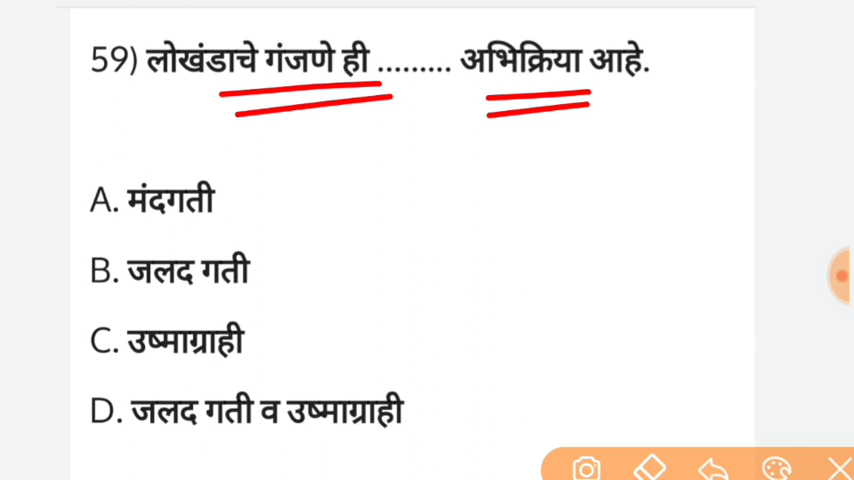 59) लोखंडाचे गंजणे ही ......... अभिक्रिया आहे.
A. मंदगती
B. जलद गती
C. उष्माग्राही
D. जलद गती व उष्माग्राही